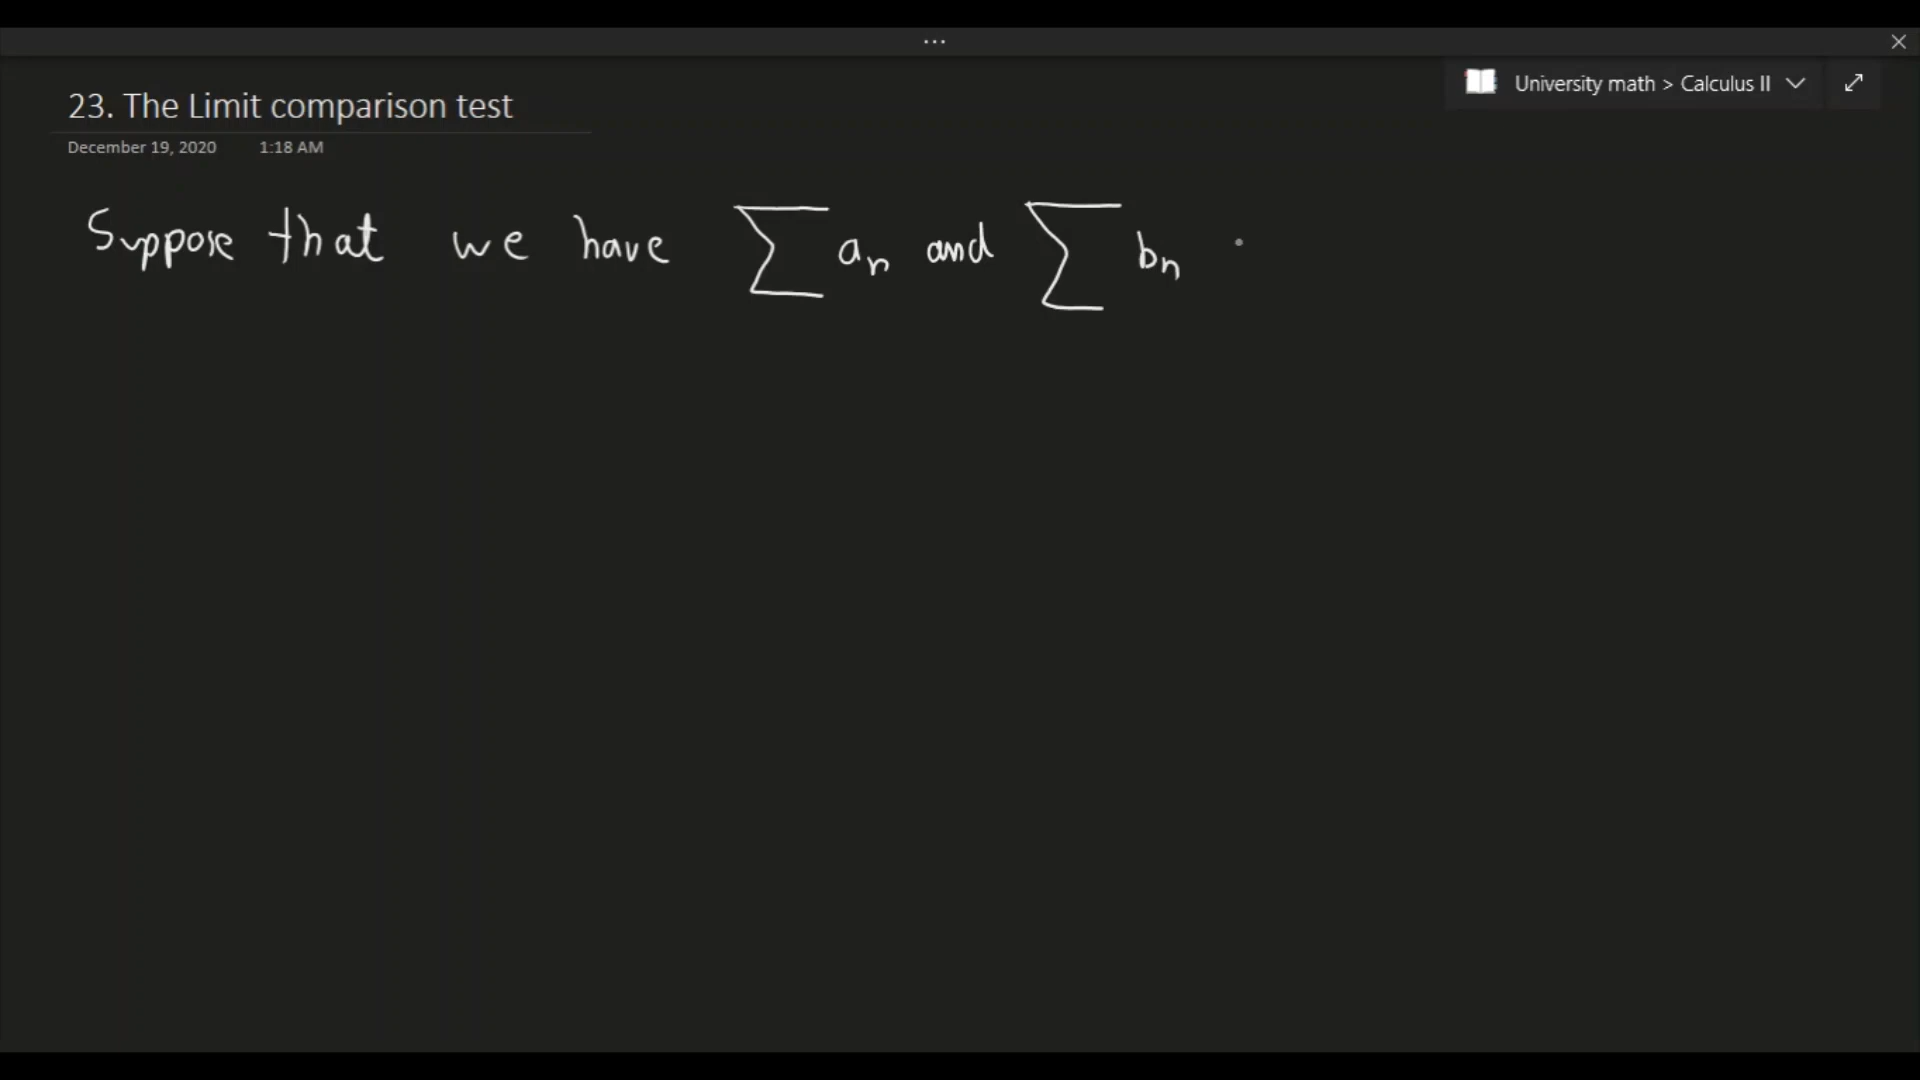 ...
University math > Calculus II
23. The Limit comparison test
December 19, 2020 1:18 AM
Suppose that we have ∑ aₙ and ∑ bₙ